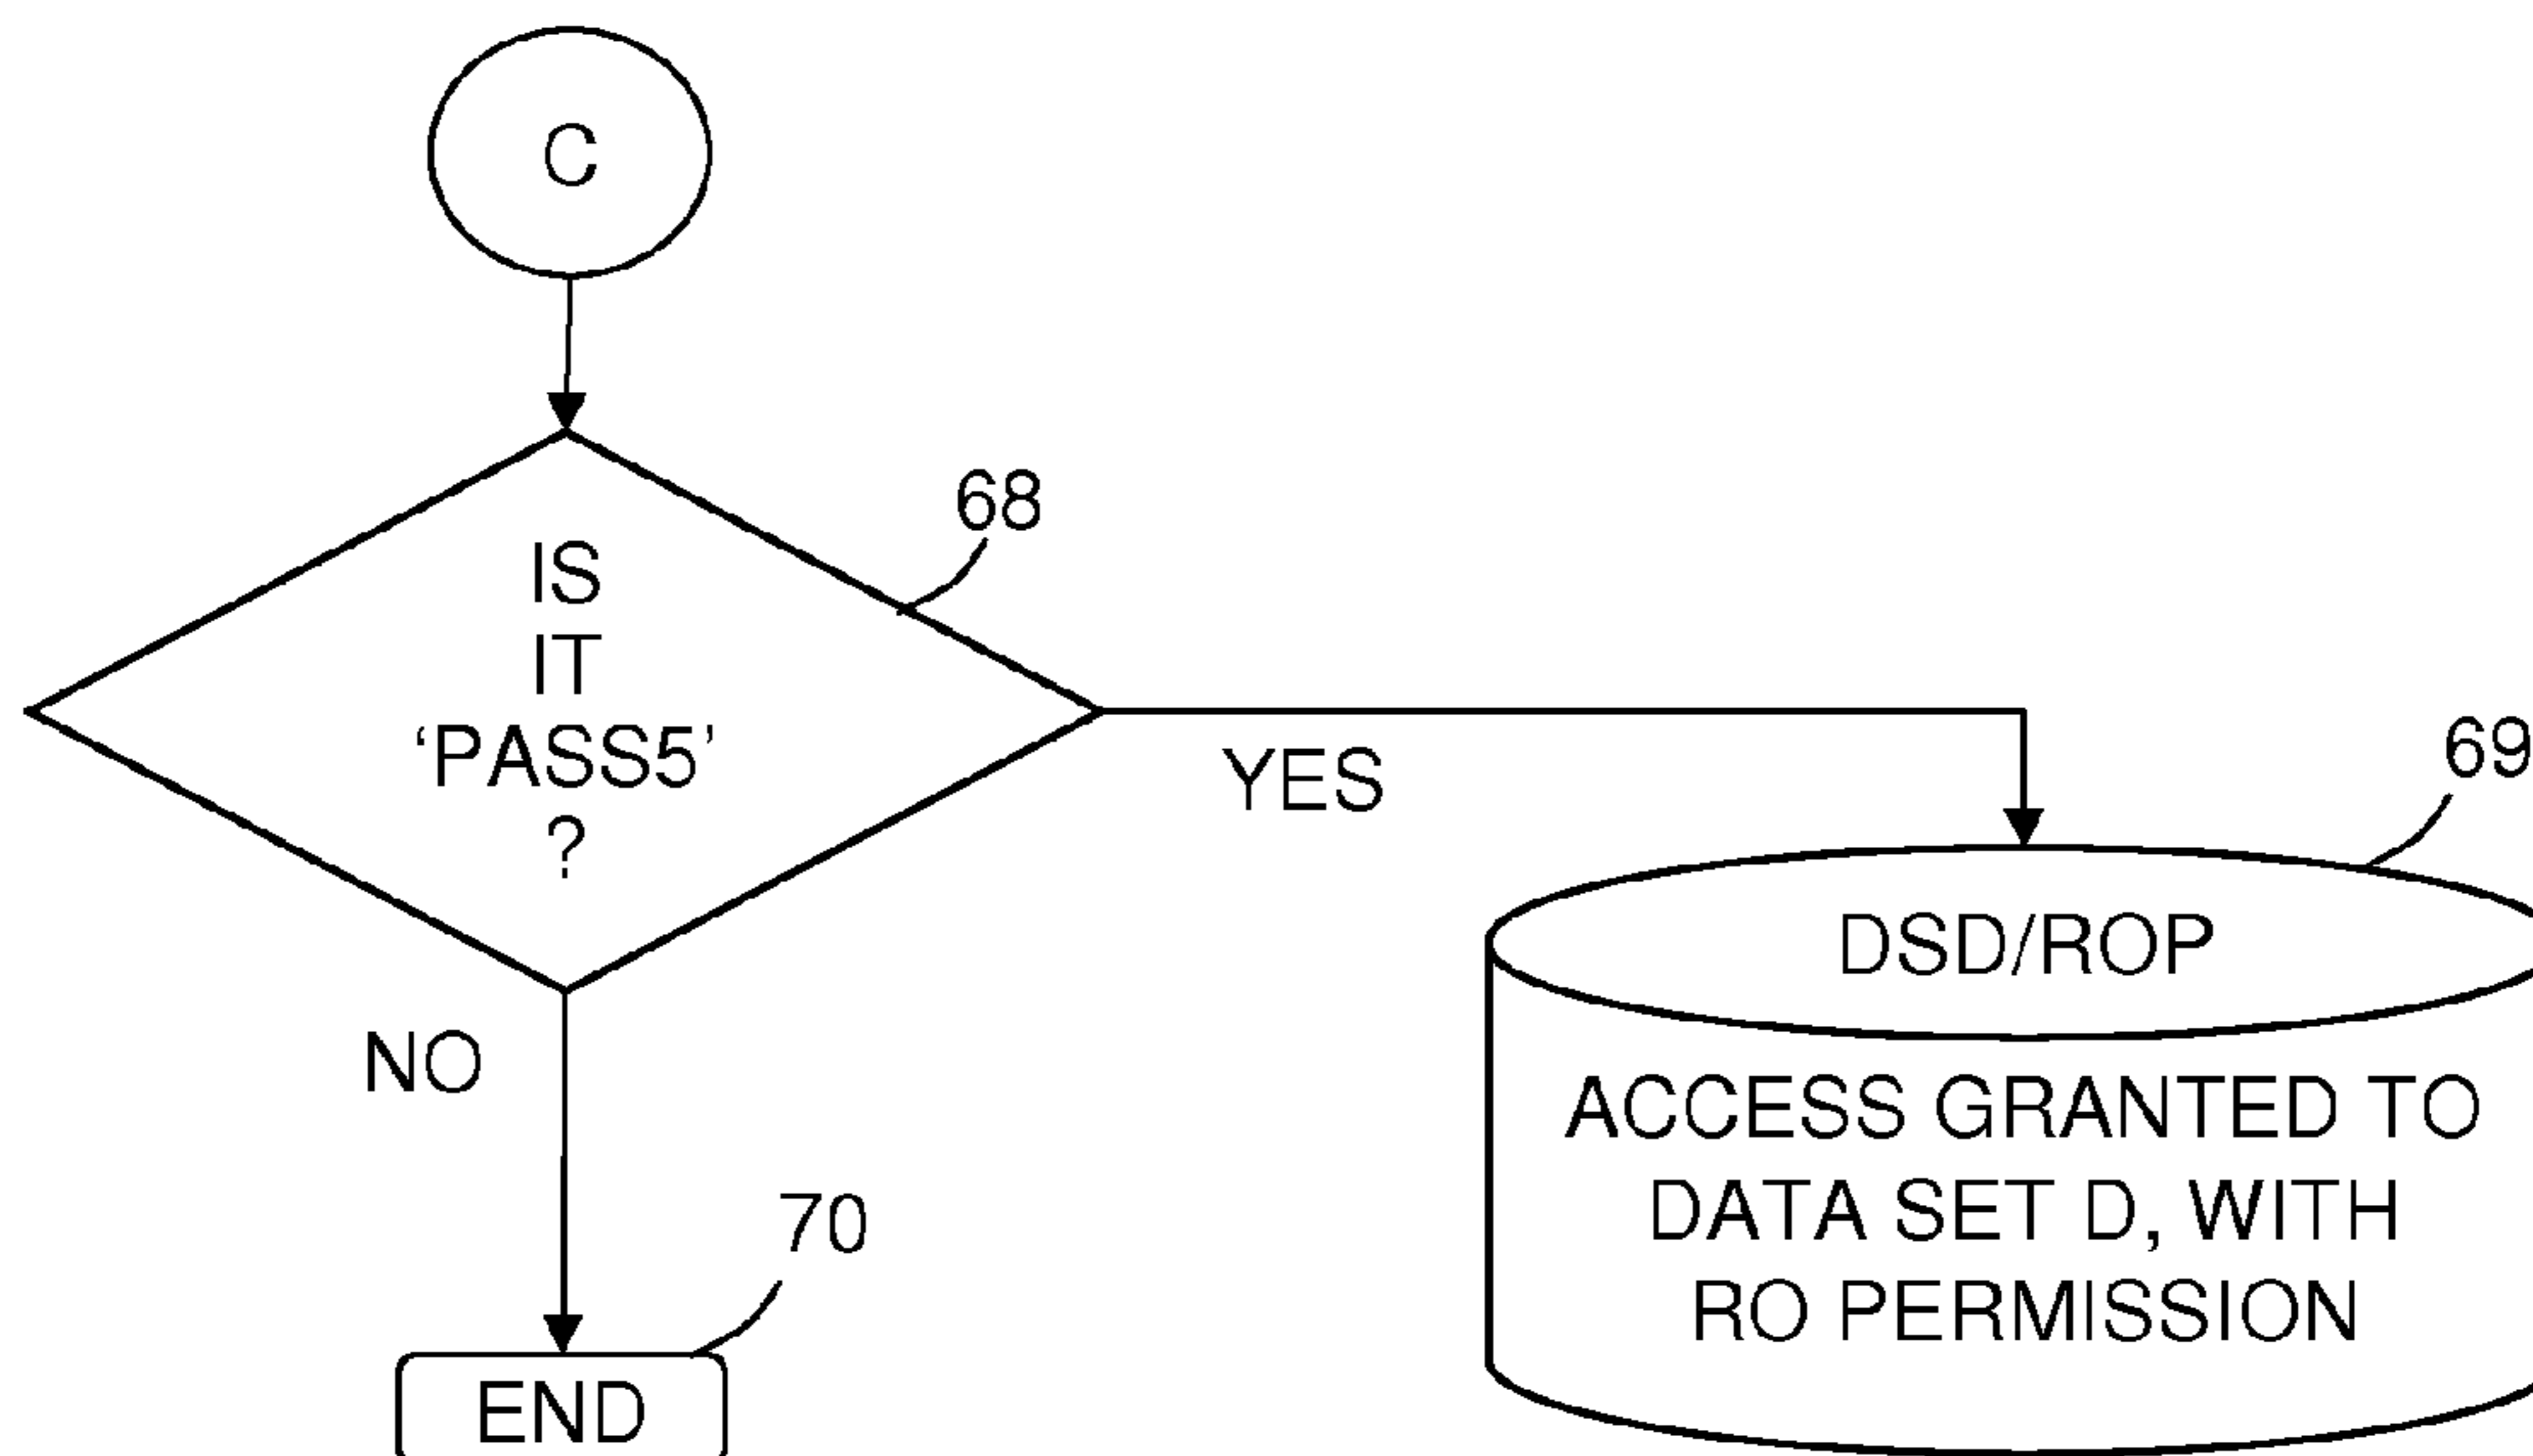 C
68
IS
IT
‘PASS5’
?
YES
69
DSD/ROP
ACCESS GRANTED TO
DATA SET D, WITH
RO PERMISSION
NO
70
END